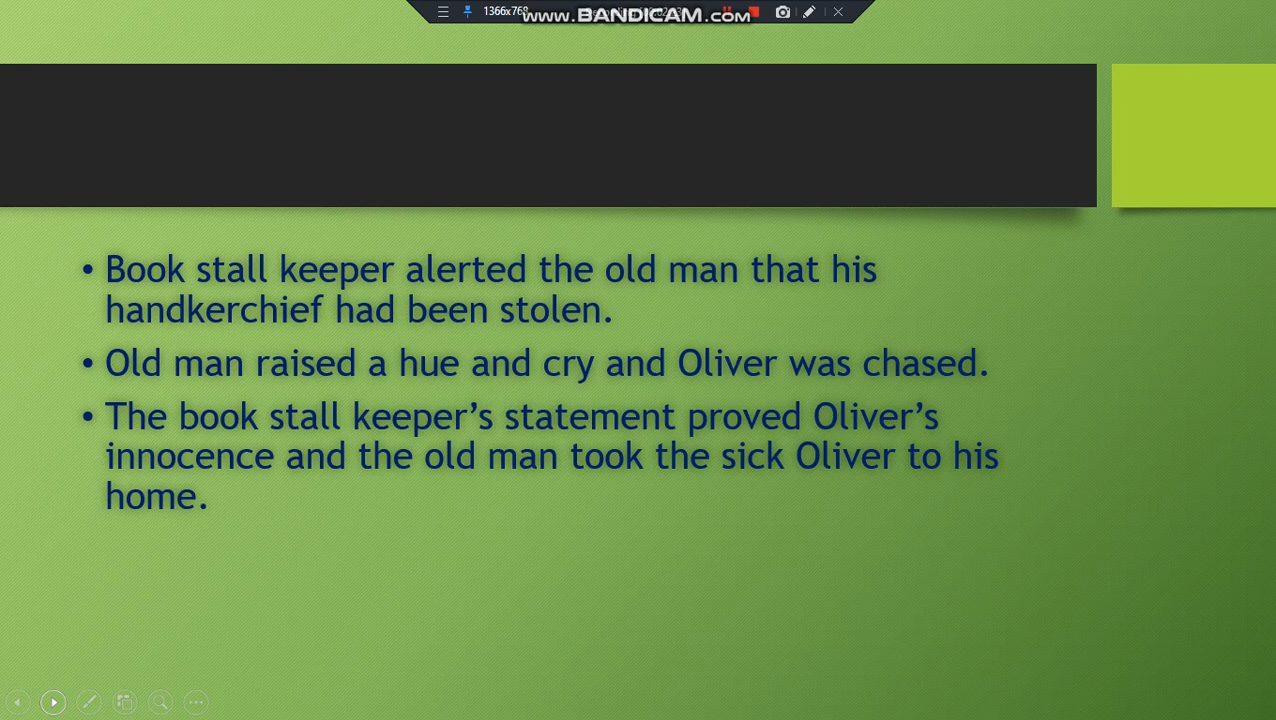 1366x768
www.BANDICAM.com
• Book stall keeper alerted the old man that his
handkerchief had been stolen.
• Old man raised a hue and cry and Oliver was chased.
• The book stall keeper’s statement proved Oliver’s
innocence and the old man took the sick Oliver to his
home.